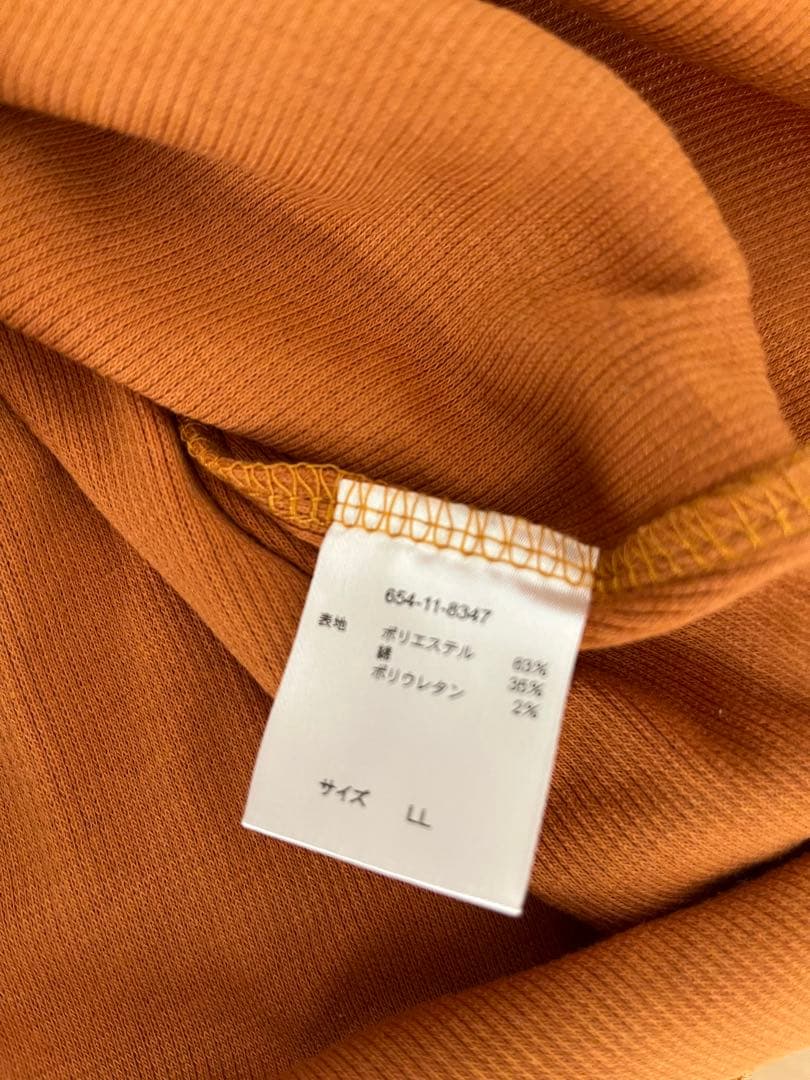 654-11-8347
表地 ポリエステル 63%
綿 35%
ポリウレタン 2%
サイズ LL